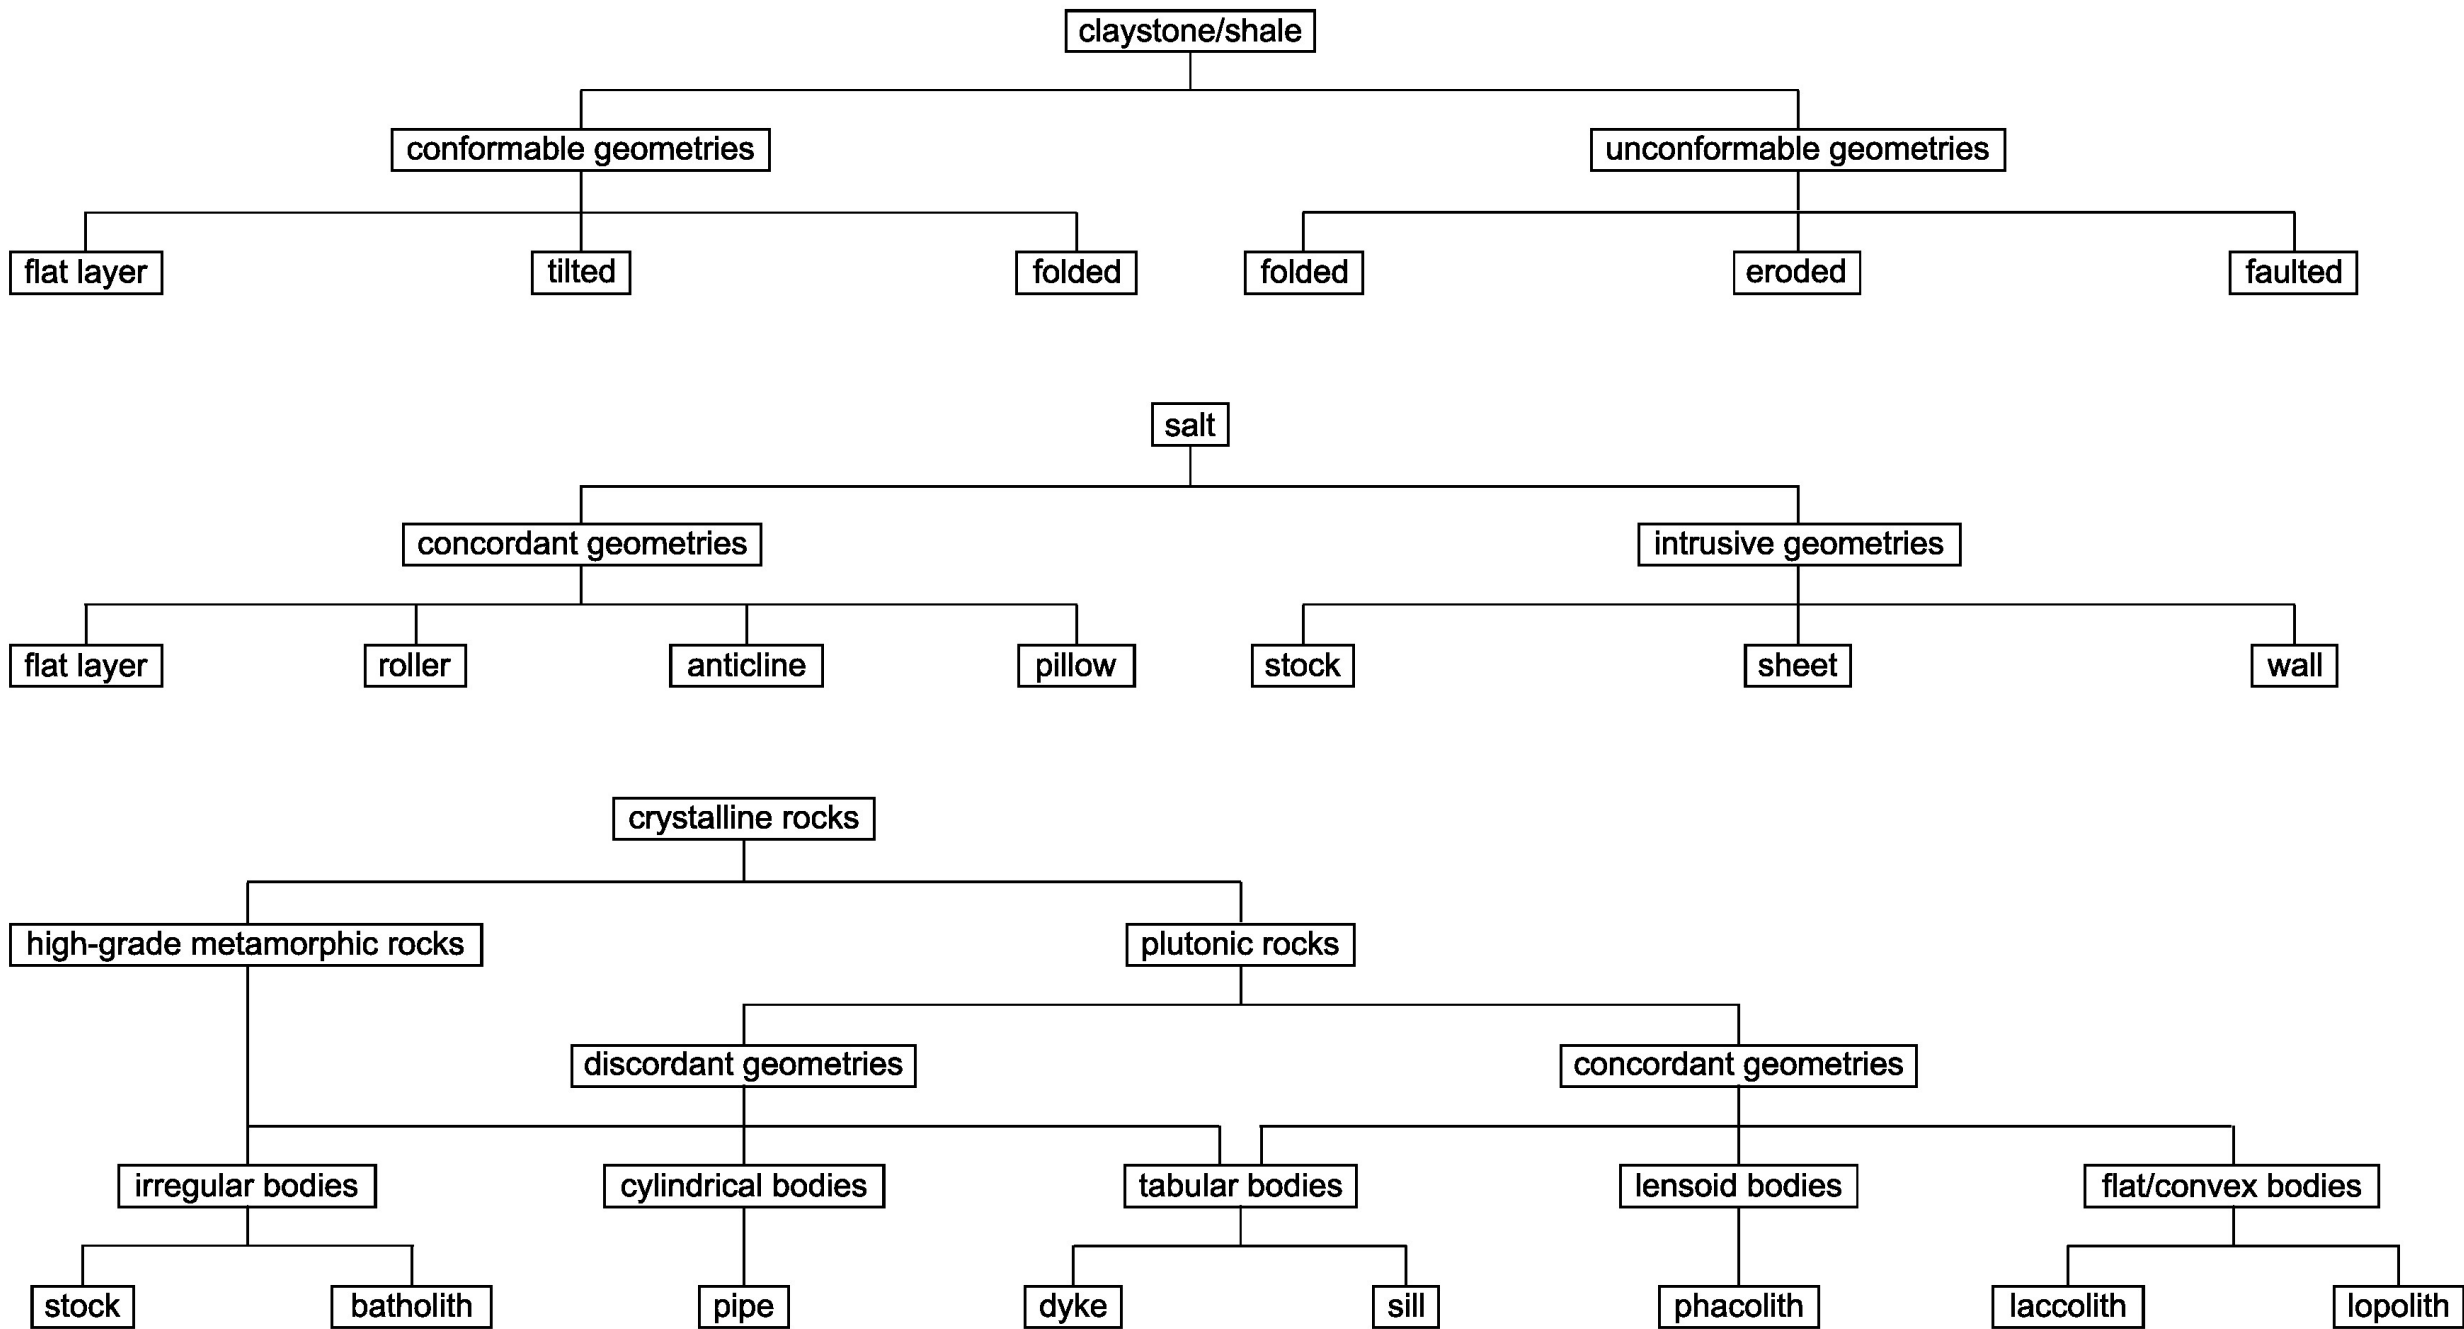 claystone/shale
conformable geometries
unconformable geometries
flat layer
tilted
folded
folded
eroded
faulted
salt
concordant geometries
intrusive geometries
flat layer
roller
anticline
pillow
stock
sheet
wall
crystalline rocks
high-grade metamorphic rocks
plutonic rocks
discordant geometries
concordant geometries
irregular bodies
cylindrical bodies
tabular bodies
lensoid bodies
flat/convex bodies
stock
batholith
pipe
dyke
sill
phacolith
laccolith
lopolith